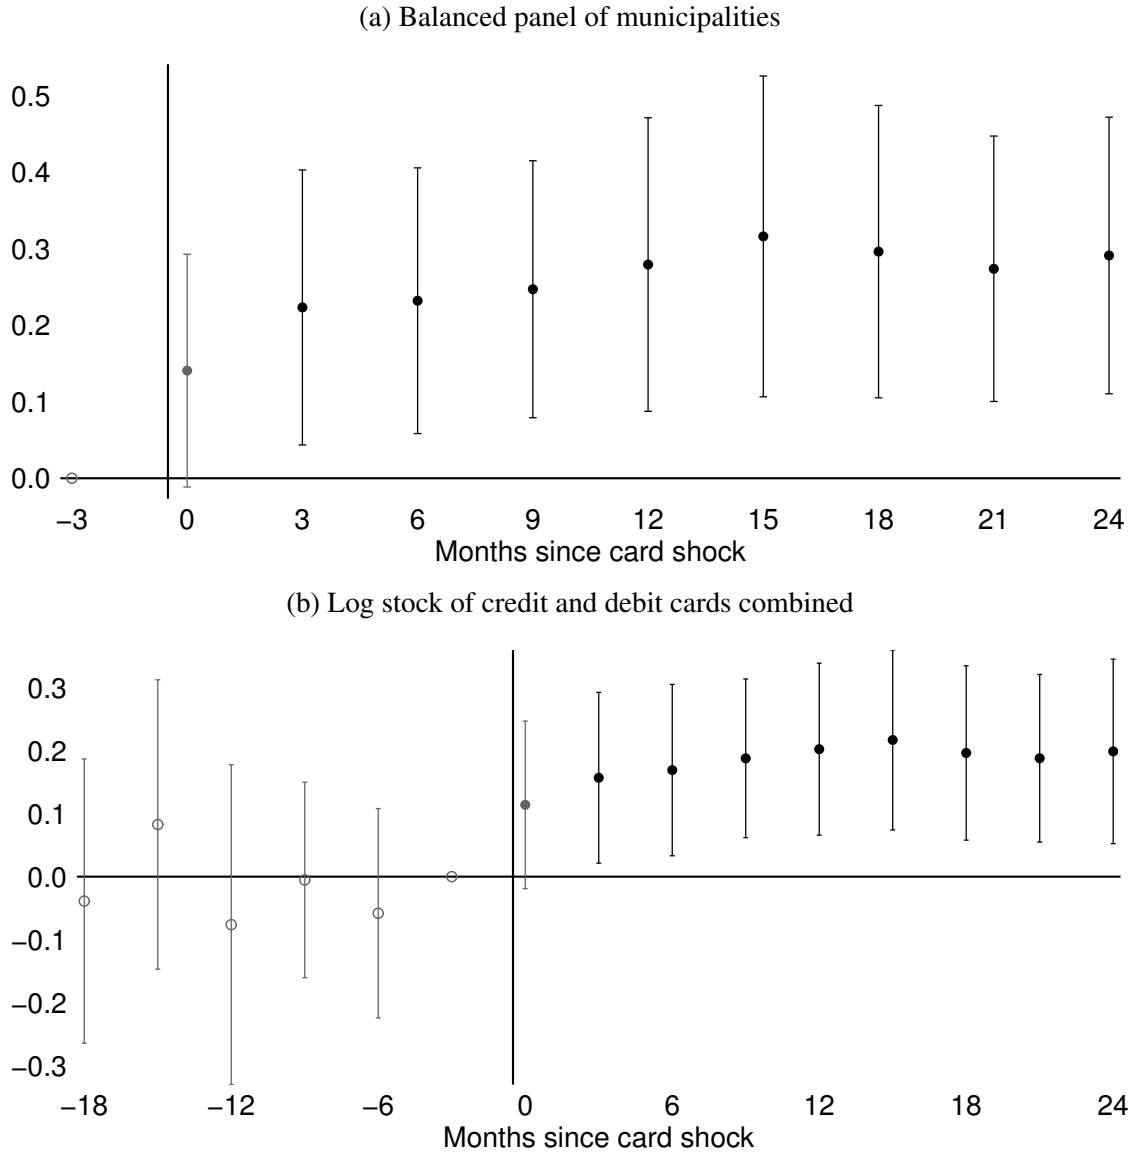 (a) Balanced panel of municipalities
0.5
0.4
0.3
0.2
0.1
0.0
−3 0 3 6 9 12 15 18 21 24
Months since card shock
(b) Log stock of credit and debit cards combined
0.3
0.2
0.1
0.0
−0.1
−0.2
−0.3
−18 −12 −6 0 6 12 18 24
Months since card shock